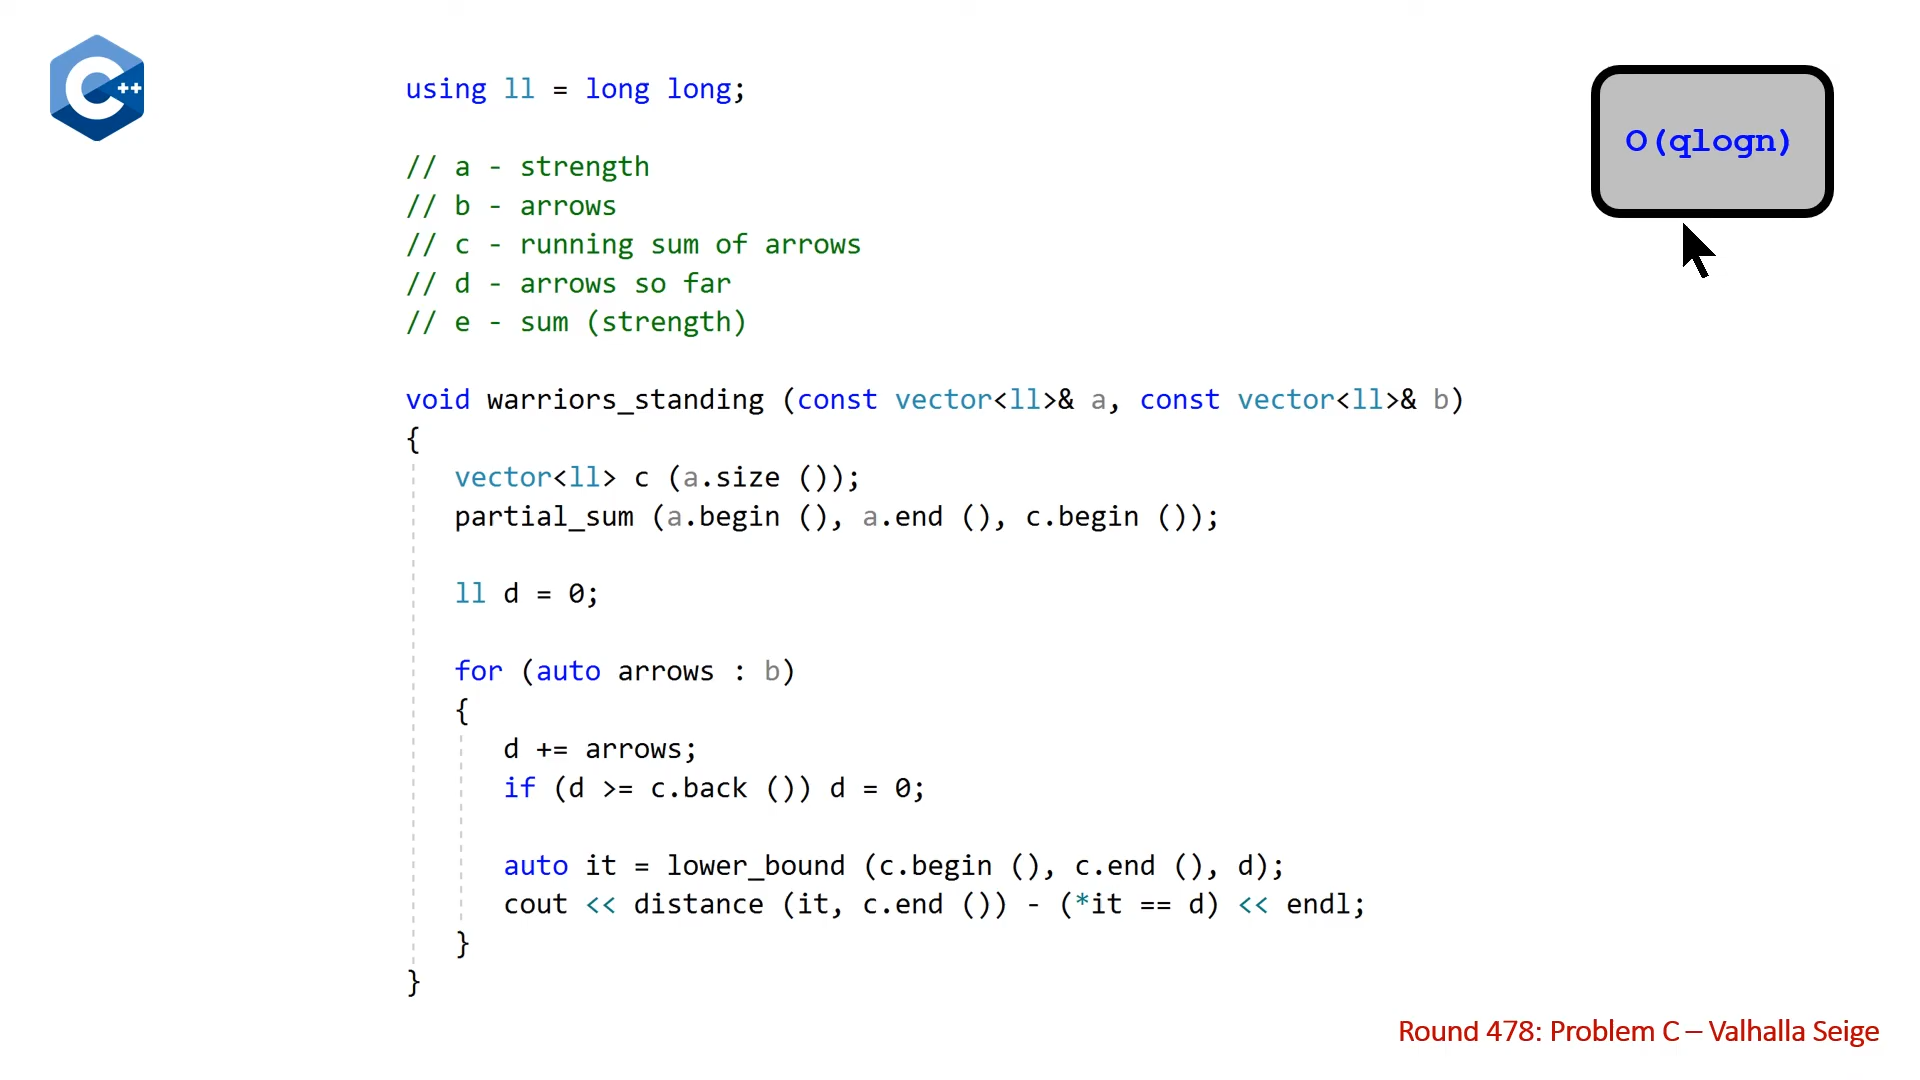 C++
using ll = long long;
O(qlogn)
// a - strength
// b - arrows
// c - running sum of arrows
// d - arrows so far
// e - sum (strength)
void warriors_standing (const vector<ll>& a, const vector<ll>& b)
{
   vector<ll> c (a.size ());
   partial_sum (a.begin (), a.end (), c.begin ());
   ll d = 0;
   for (auto arrows : b)
   {
      d += arrows;
      if (d >= c.back ()) d = 0;
      auto it = lower_bound (c.begin (), c.end (), d);
      cout << distance (it, c.end ()) - (*it == d) << endl;
   }
}
Round 478: Problem C – Valhalla Seige